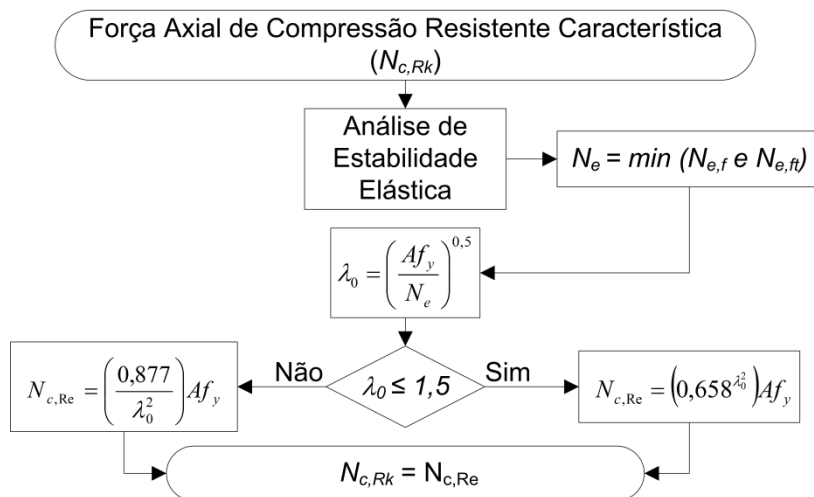 Força Axial de Compressão Resistente Característica
(N_{c,Rk})
Análise de
Estabilidade
Elástica
N_e = min (N_{e,f} e N_{e,ft})
λ_0 = (Af_y / N_e)^{0,5}
Não
λ_0 ≤ 1,5
Sim
N_{c,Re} = (0,877 / λ_0^2) Af_y
N_{c,Re} = (0,658^{λ_0^2}) Af_y
N_{c,Rk} = N_{c,Re}